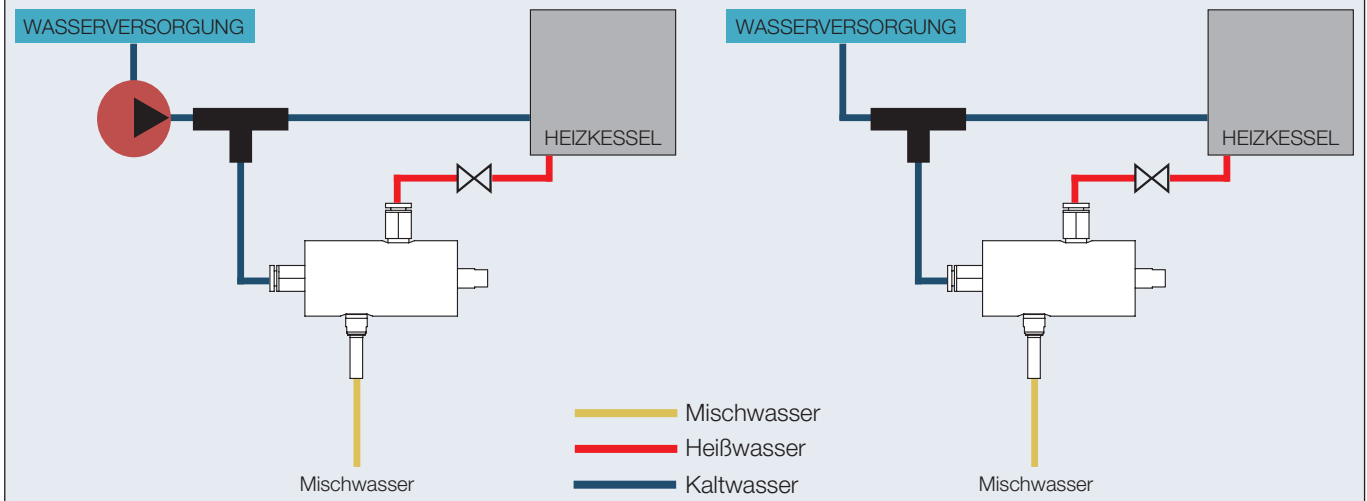 WASSERVERSORGUNG
HEIZKESSEL
Mischwasser
WASSERVERSORGUNG
HEIZKESSEL
Mischwasser
Mischwasser
Heißwasser
Kaltwasser